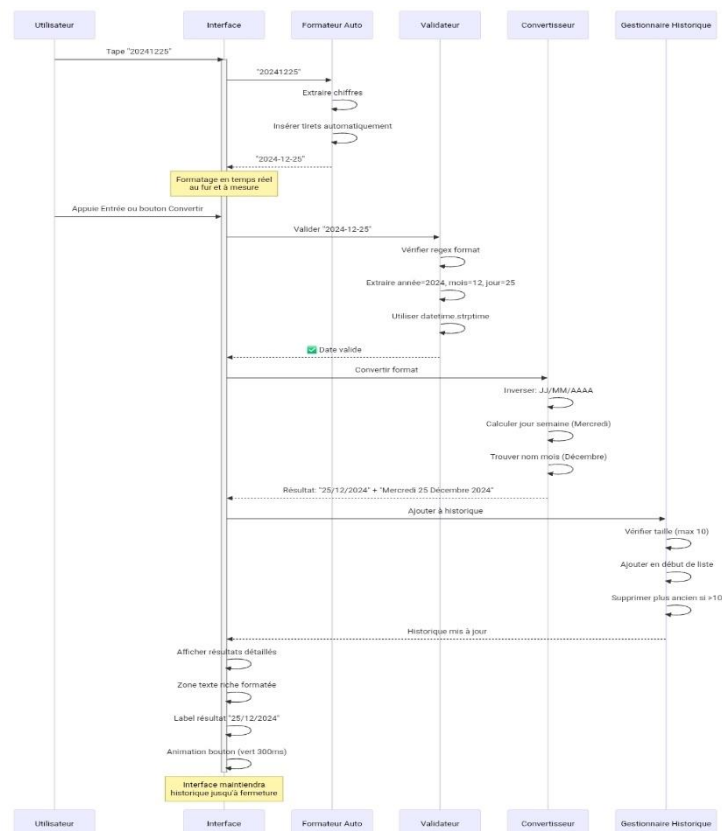 Utilisateur
Interface
Formateur Auto
Validateur
Convertisseur
Gestionnaire Historique
Tape "20241225"
"20241225"
Extraire chiffres
Insérer tirets automatiquement
"2024-12-25"
Formatage en temps réel
au fur et à mesure
Appuie Entrée ou bouton Convertir
Valider "2024-12-25"
Vérifier regex format
Extraire année=2024, mois=12, jour=25
Utiliser datetime.strptime
✅ Date valide
Convertir format
Inverser: JJ/MM/AAAA
Calculer jour semaine (Mercredi)
Trouver nom mois (Décembre)
Résultat: "25/12/2024" + "Mercredi 25 Décembre 2024"
Ajouter à historique
Vérifier taille (max 10)
Ajouter en début de liste
Supprimer plus ancien si >10
Historique mis à jour
Afficher résultats détaillés
Zone texte riche formatée
Label résultat "25/12/2024"
Animation bouton (vert 300ms)
Interface maintiendra
historique jusqu'à fermeture
Utilisateur
Interface
Formateur Auto
Validateur
Convertisseur
Gestionnaire Historique